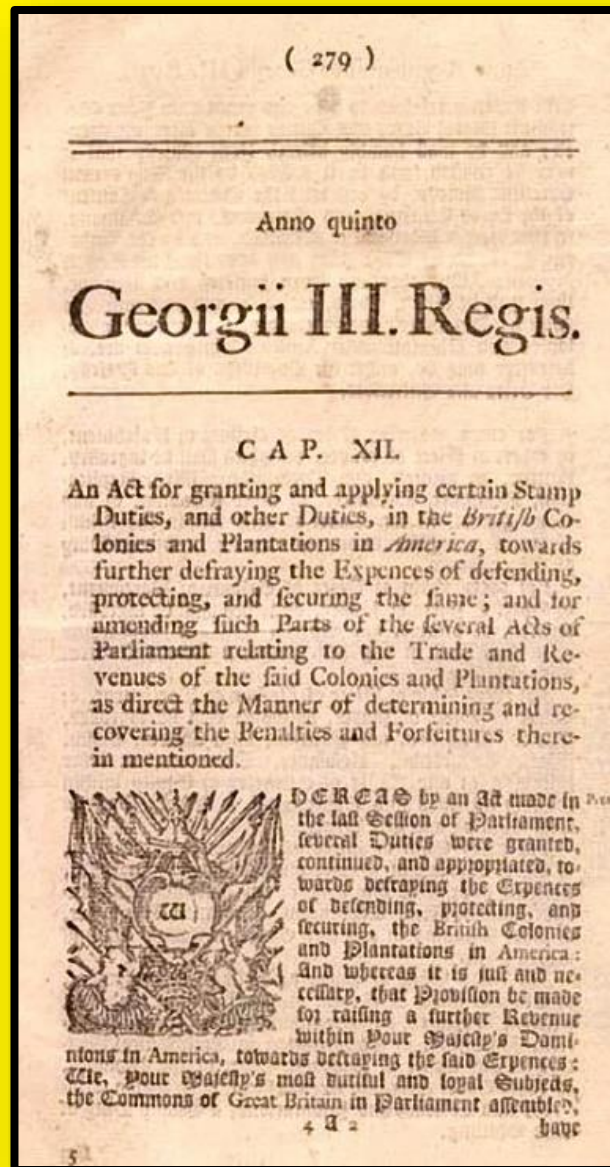 ( 279 )
Anno quinto
Georgii III. Regis.
CAP. XII.
An Act for granting and applying certain Stamp
Duties, and other Duties, in the Britiſh Co-
lonies and Plantations in America, towards
further defraying the Expences of defending,
protecting, and ſecuring the ſame; and for
amending ſuch Parts of the ſeveral Acts of
Parliament relating to the Trade and Re-
venues of the ſaid Colonies and Plantations,
as direct the Manner of determining and re-
covering the Penalties and Forfeitures there-
in mentioned.
WHEREAS by an Act made in
the laſt Seſſion of Parliament,
ſeveral Duties were granted,
continued, and appropriated, to-
wards defraying the Expences
of defending, protecting, and
ſecuring, the British Colonies
and Plantations in America:
And whereas it is juſt and ne-
ceſſary, that Proviſion be made
for raiſing a further Revenue
within Your Majeſty's Domi-
nions in America, towards defraying the ſaid Expences:
We, Your Majeſty's moſt dutiful and loyal Subjects,
the Commons of Great Britain in Parliament aſſembled,
4 A 2 have
5